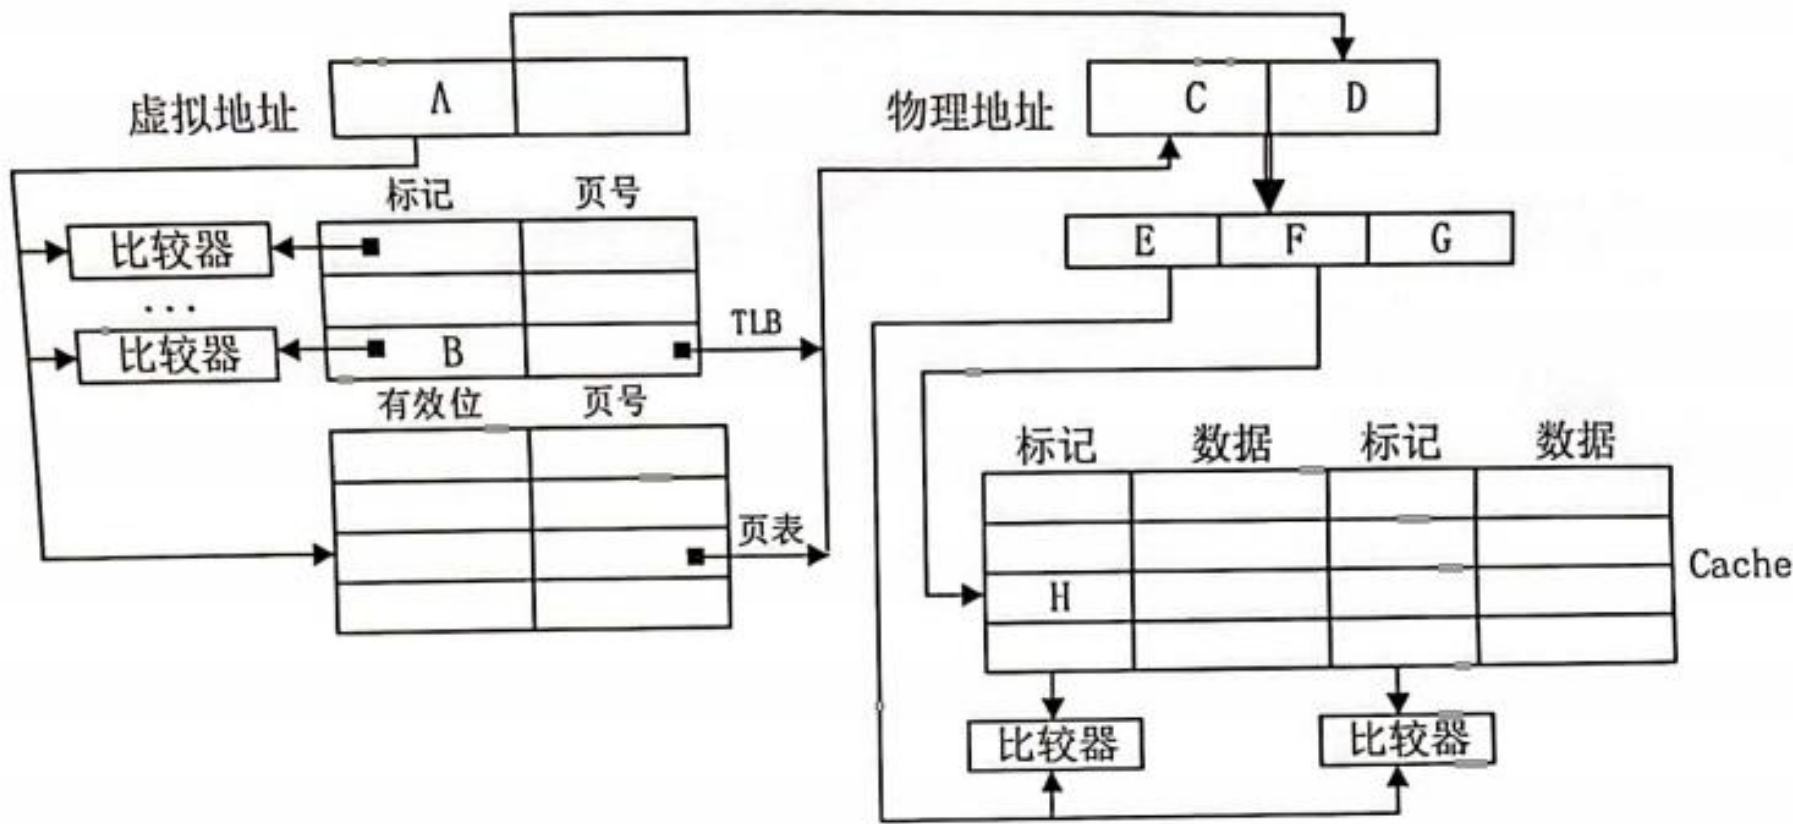 虚拟地址
Λ
物理地址
C
D
标记
页号
比较器
E
F
G
...
比较器
B
TLB
有效位
页号
标记
数据
标记
数据
页表
H
Cache
比较器
比较器